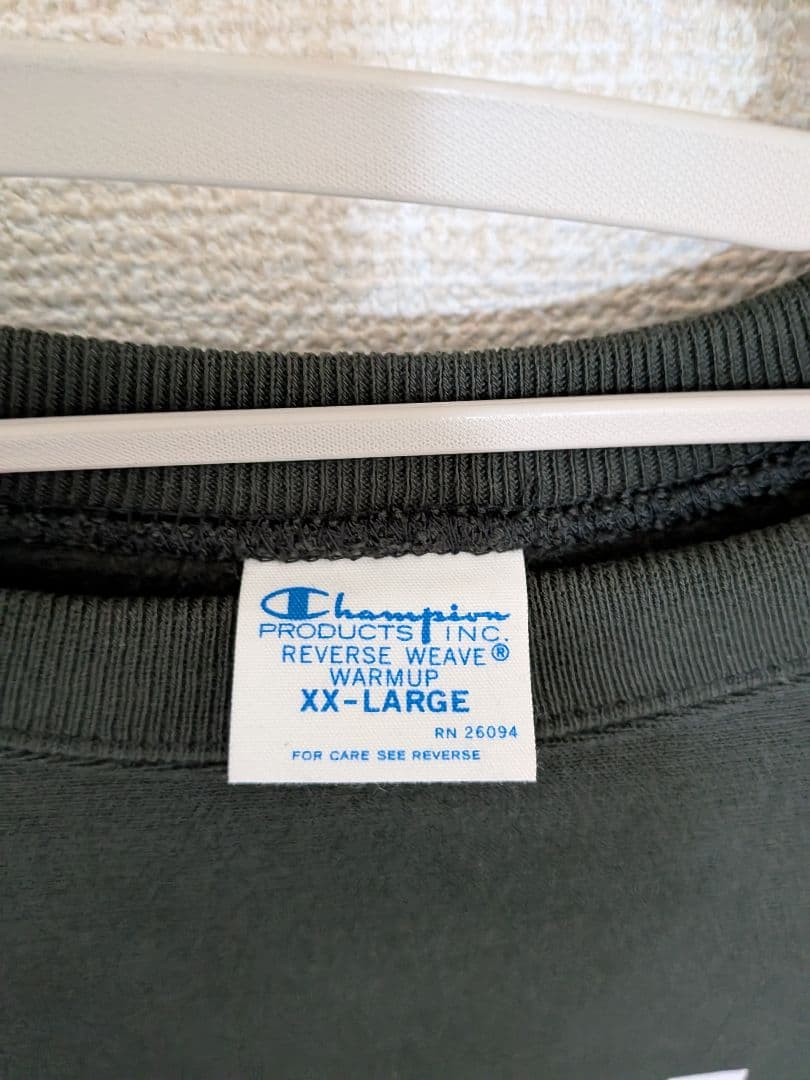 Champion
PRODUCTS INC.
REVERSE WEAVE®
WARMUP
XX-LARGE
RN 26094
FOR CARE SEE REVERSE